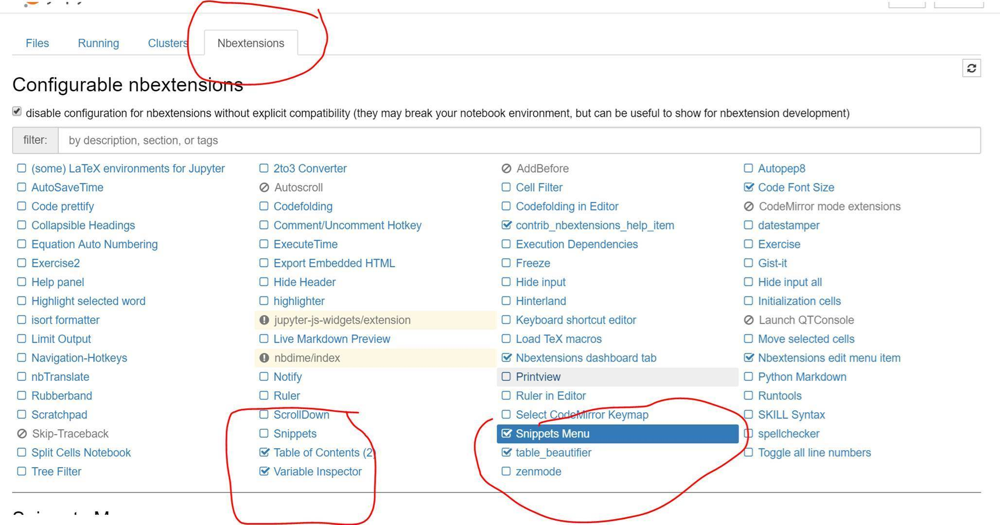 Files Running Clusters Nbextensions
Configurable nbextensions
disable configuration for nbextensions without explicit compatibility (they may break your notebook environment, but can be useful to show for nbextension development)
filter: by description, section, or tags
(some) LaTeX environments for Jupyter 2to3 Converter AddBefore Autopep8
AutoSaveTime Autoscroll Cell Filter Code Font Size
Code prettify Codefolding Codefolding in Editor CodeMirror mode extensions
Collapsible Headings Comment/Uncomment Hotkey contrib_nbextensions_help_item datestamper
Equation Auto Numbering ExecuteTime Execution Dependencies Exercise
Exercise2 Export Embedded HTML Freeze Gist-it
Help panel Hide Header Hide input Hide input all
Highlight selected word highlighter Hinterland Initialization cells
isort formatter jupyter-js-widgets/extension Keyboard shortcut editor Launch QTConsole
Limit Output Live Markdown Preview Load TeX macros Move selected cells
Navigation-Hotkeys nbdime/index Nbextensions dashboard tab Nbextensions edit menu item
nbTranslate Notify Printview Python Markdown
Rubberband Ruler Ruler in Editor Runtools
Scratchpad ScrollDown Select CodeMirror Keymap SKILL Syntax
Skip-Traceback Snippets Snippets Menu spellchecker
Split Cells Notebook Table of Contents (2) table_beautifier Toggle all line numbers
Tree Filter Variable Inspector zenmode